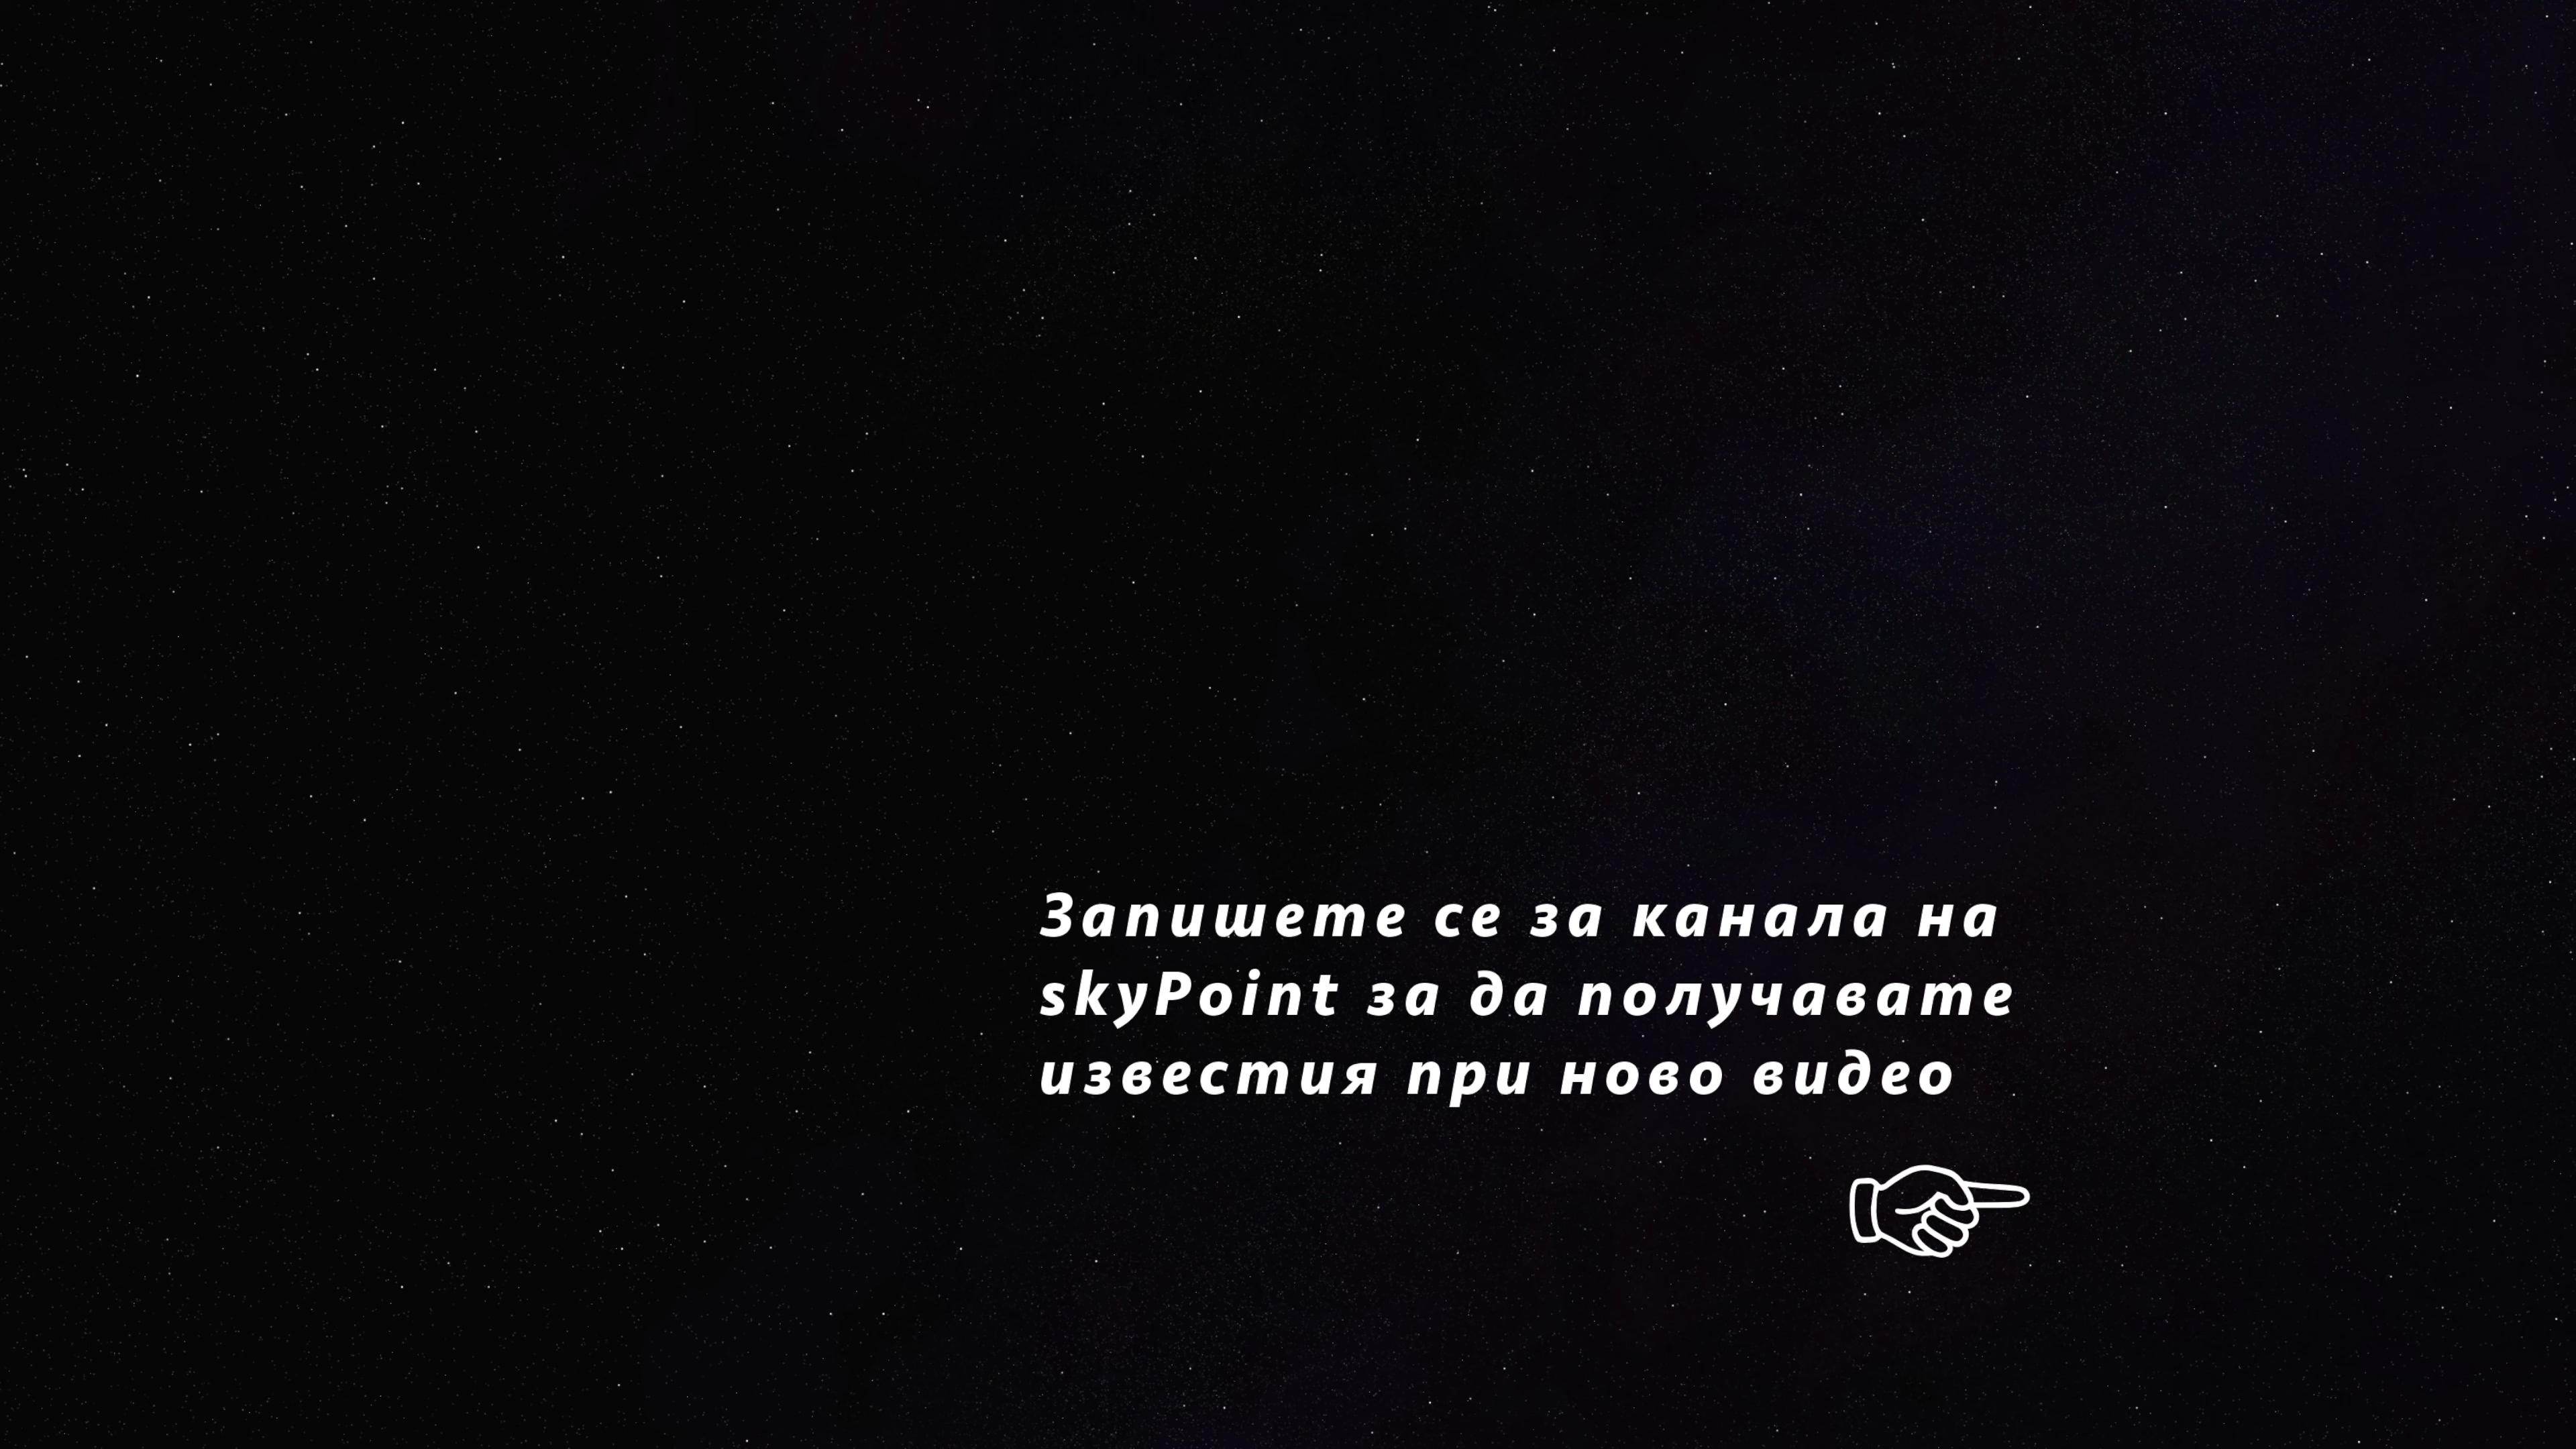 Запишете се за канала на
skyPoint за да получавате
известия при ново видео